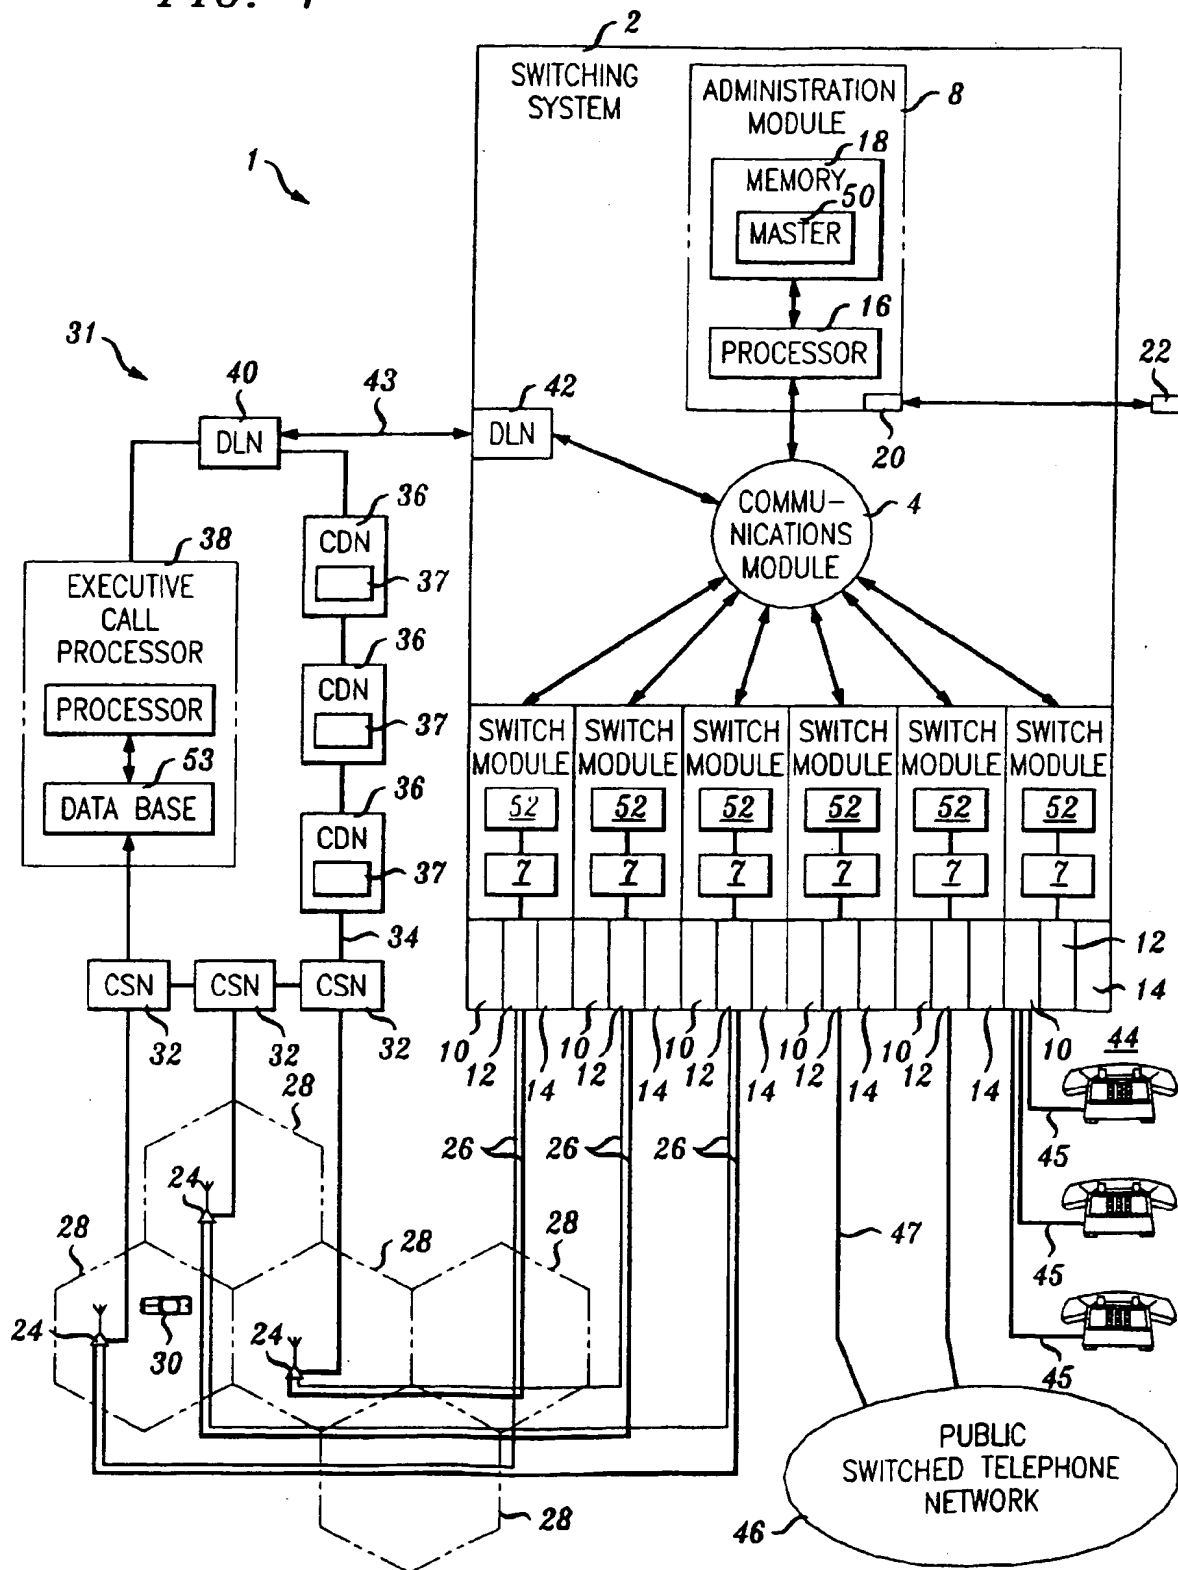 FIG. 1
2
SWITCHING
SYSTEM
ADMINISTRATION
MODULE
8
18
MEMORY
50
MASTER
1
16
PROCESSOR
31
22
40
43
42
DLN
DLN
20
COMMU-
NICATIONS
MODULE
4
36
CDN
37
38
EXECUTIVE
CALL
PROCESSOR
PROCESSOR
53
DATA BASE
36
CDN
37
36
CDN
37
34
SWITCH SWITCH SWITCH SWITCH SWITCH SWITCH
MODULE MODULE MODULE MODULE MODULE MODULE
52 52 52 52 52 52
7 7 7 7 7 7
12
14
CSN CSN CSN
32 32 32
10 12 14 10 12 14 10 12 14 10 12 14 10 12 14 10
44
28
45
26 26 26
24
28
28
28
47
45
24
30
24
45
28
PUBLIC
SWITCHED TELEPHONE
NETWORK
46